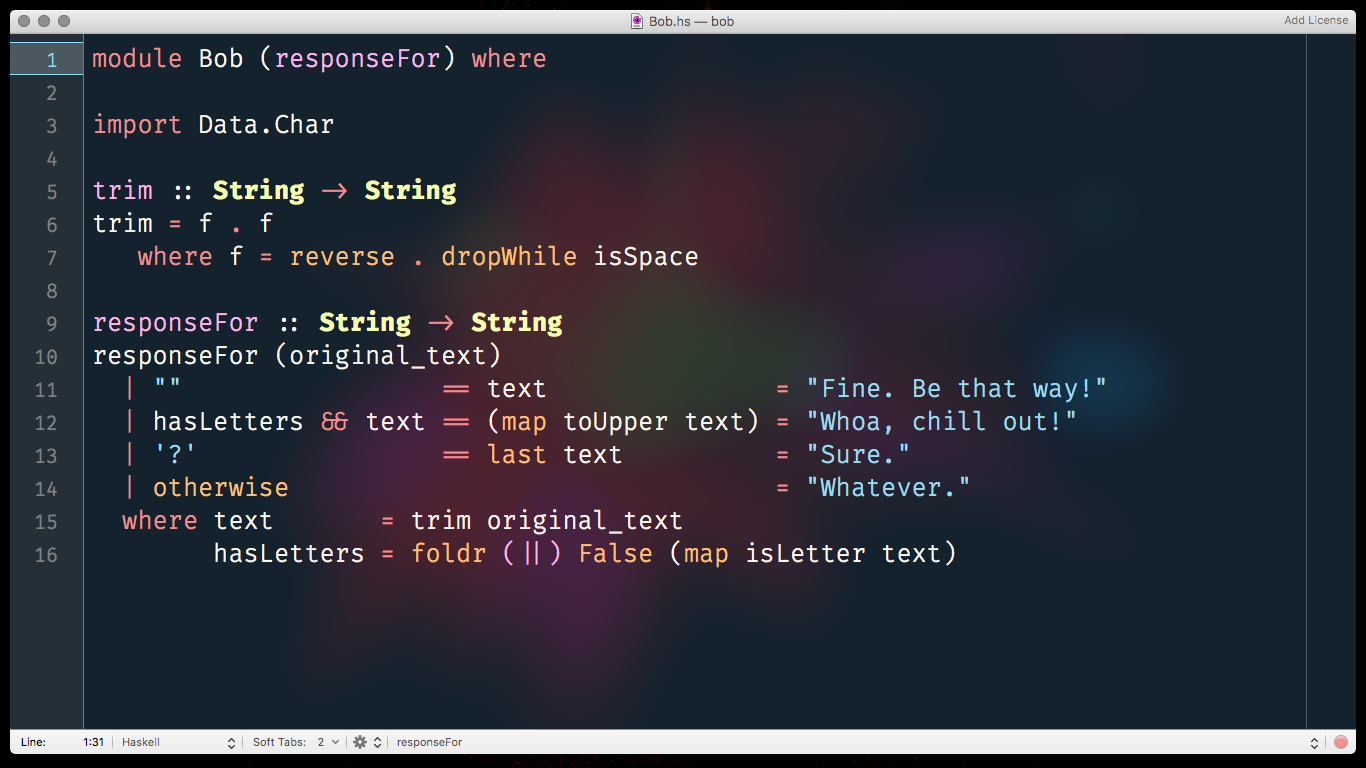 Bob.hs — bob
Add License
1 module Bob (responseFor) where
2
3 import Data.Char
4
5 trim :: String -> String
6 trim = f . f
7    where f = reverse . dropWhile isSpace
8
9 responseFor :: String -> String
10 responseFor (original_text)
11   | ""                 == text               = "Fine. Be that way!"
12   | hasLetters && text == (map toUpper text) = "Whoa, chill out!"
13   | '?'                == last text          = "Sure."
14   | otherwise                                = "Whatever."
15   where text       = trim original_text
16         hasLetters = foldr (||) False (map isLetter text)
Line: 1:31 Haskell Soft Tabs: 2 responseFor